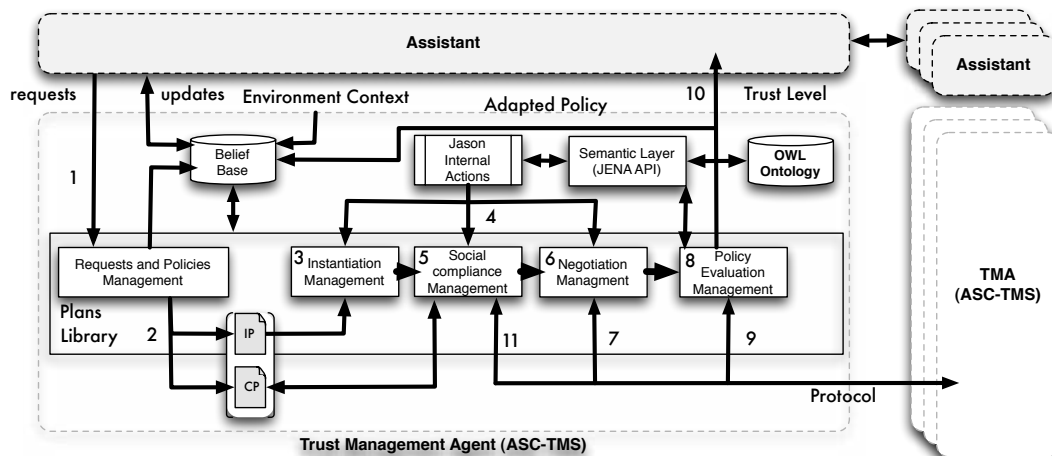 Assistant
Assistant
requests
updates
Environment Context
Adapted Policy
10
Trust Level
1
Belief
Base
Jason
Internal
Actions
Semantic Layer
(JENA API)
OWL
Ontology
4
Requests and Policies
Management
3
Instantiation
Management
5
Social
compliance
Management
6
Negotiation
Managment
8
Policy
Evaluation
Management
TMA
(ASC-TMS)
Plans
Library
2
IP
11
7
9
CP
Protocol
Trust Management Agent (ASC-TMS)